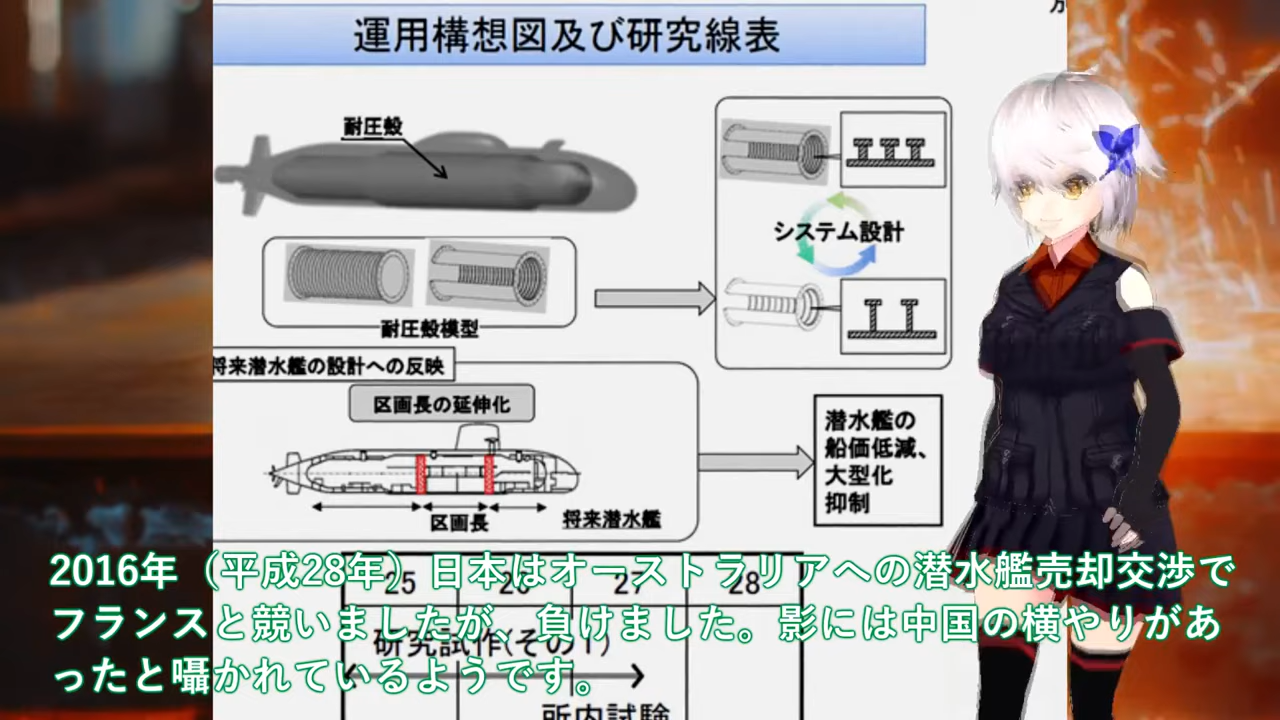 運用構想図及び研究線表
耐圧殻
システム設計
耐圧殻模型
将来潜水艦の設計への反映
区画長の延伸化
潜水艦の
船価低減、
大型化
抑制
区画長
将来潜水艦
25 26 27 28
研究試作(その1)
所内試験
2016年（平成28年）日本はオーストラリアへの潜水艦売却交渉で
フランスと競いましたが、負けました。影には中国の横やりがあ
ったと囁かれているようです。